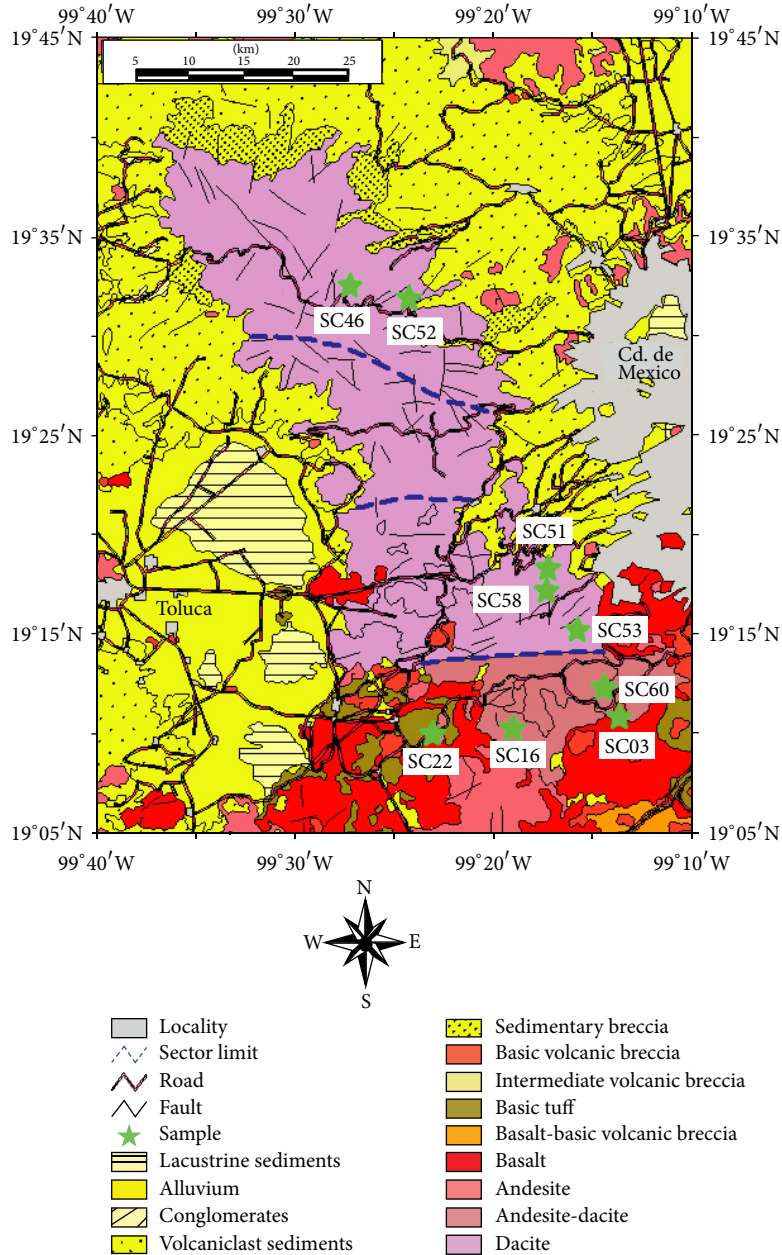 99°40′W 99°30′W 99°20′W 99°10′W
19°45′N 19°45′N
(km)
5 10 15 20 25
19°35′N 19°35′N
SC46
SC52
Cd. de
Mexico
19°25′N 19°25′N
SC51
SC58
Toluca
19°15′N 19°15′N
SC53
SC60
SC03
SC22
SC16
19°05′N 19°05′N
99°40′W 99°30′W 99°20′W 99°10′W
N
W E
S
Locality
Sector limit
Road
Fault
Sample
Lacustrine sediments
Alluvium
Conglomerates
Volcaniclast sediments
Sedimentary breccia
Basic volcanic breccia
Intermediate volcanic breccia
Basic tuff
Basalt-basic volcanic breccia
Basalt
Andesite
Andesite-dacite
Dacite